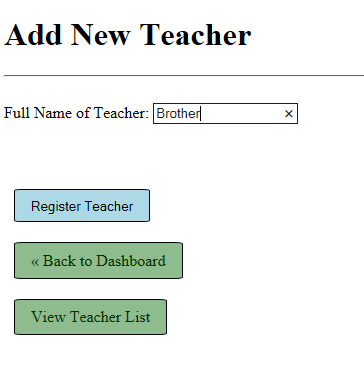 Add New Teacher
Full Name of Teacher: Brother ×
Register Teacher
« Back to Dashboard
View Teacher List